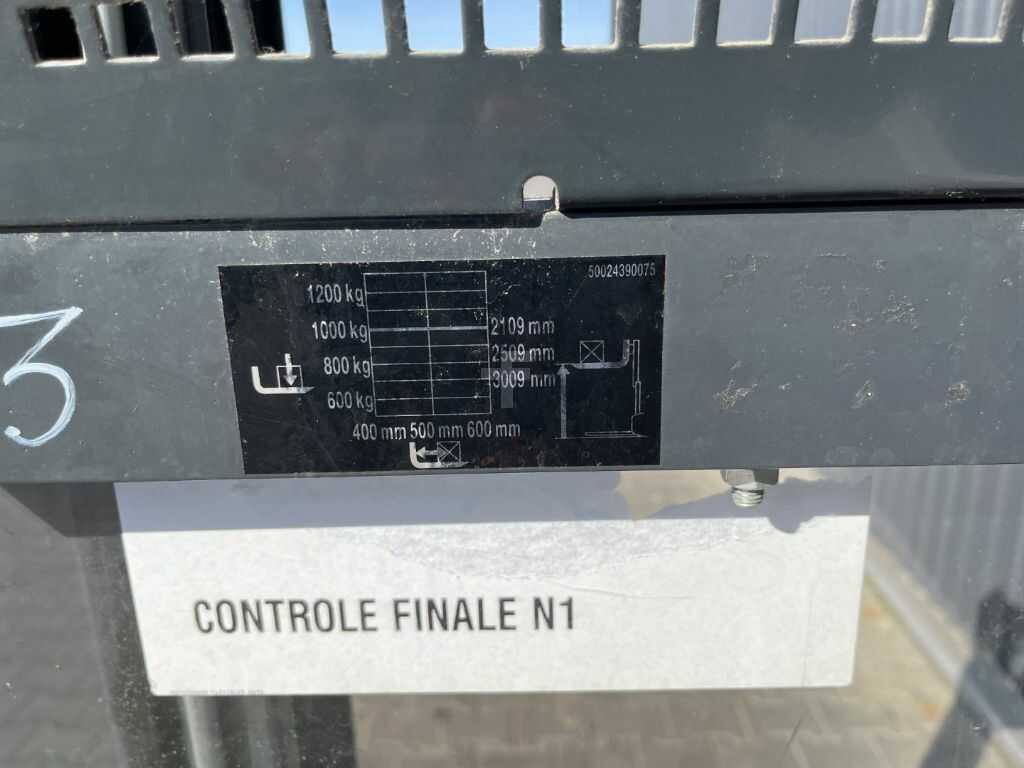 50024390075
1200 kg
1000 kg 2109 mm
800 kg 2509 mm
3009 mm
600 kg
400 mm 500 mm 600 mm
3
CONTROLE FINALE N1